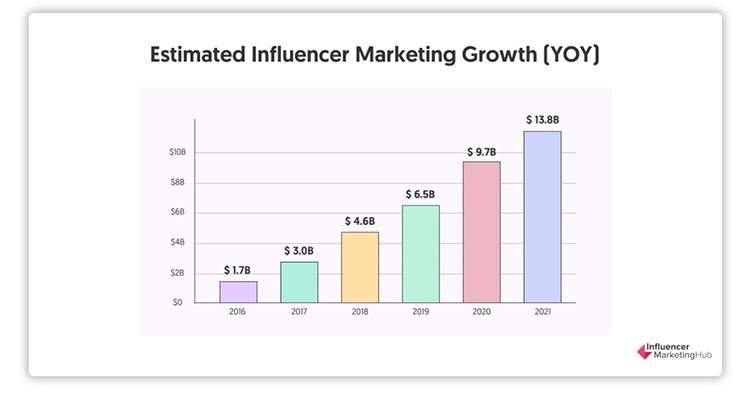 Estimated Influencer Marketing Growth (YOY)
$ 13.8B
$10B
$ 9.7B
$8B
$ 6.5B
$6B
$ 4.6B
$4B
$ 3.0B
$2B
$ 1.7B
$0
2016 2017 2018 2019 2020 2021
Influencer
MarketingHub